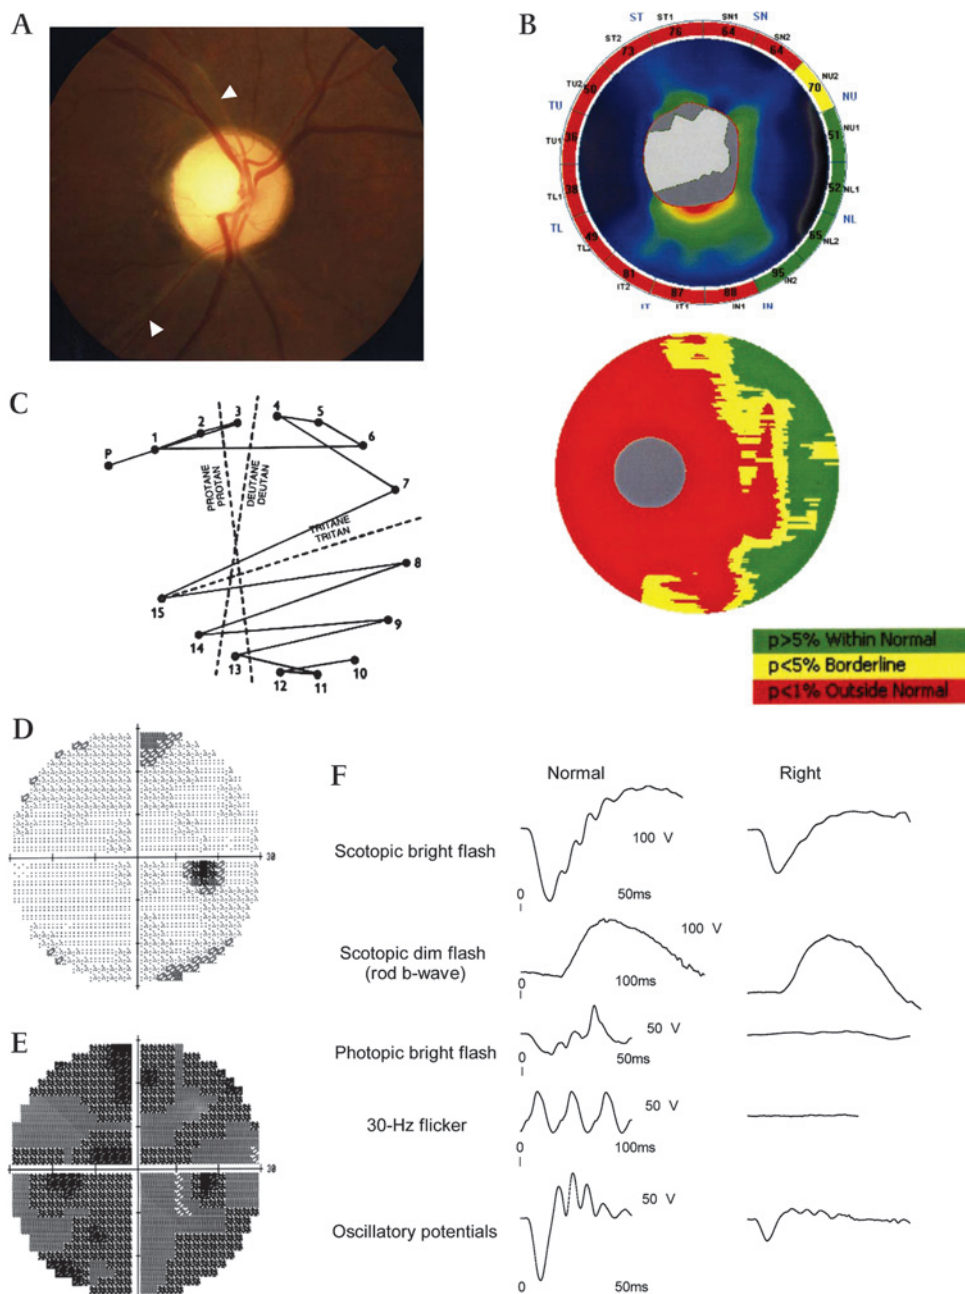 A
B
ST
ST1
SN1
SN
ST2
SN2
76
64
73
64
TU2
NU2
70
TU
50
NU
TU1
36
51
NU1
TL1
38
52
NL1
TL
49
65
NL
TL2
NL2
81
95
IT2
IN2
87
88
IT
IT1
IN1
IN
C
P
1
2
3
4
5
6
7
PROTANE
PROTAN
DEUTANE
DEUTAN
TRITANE
TRITAN
8
15
9
14
13
12
11
10
p>5% Within Normal
p<5% Borderline
p<1% Outside Normal
D
30
E
30
F
Normal
Right
Scotopic bright flash
100 V
0
50ms
Scotopic dim flash
(rod b-wave)
100 V
0
100ms
Photopic bright flash
50 V
0
50ms
30-Hz flicker
50 V
0
100ms
Oscillatory potentials
50 V
0
50ms